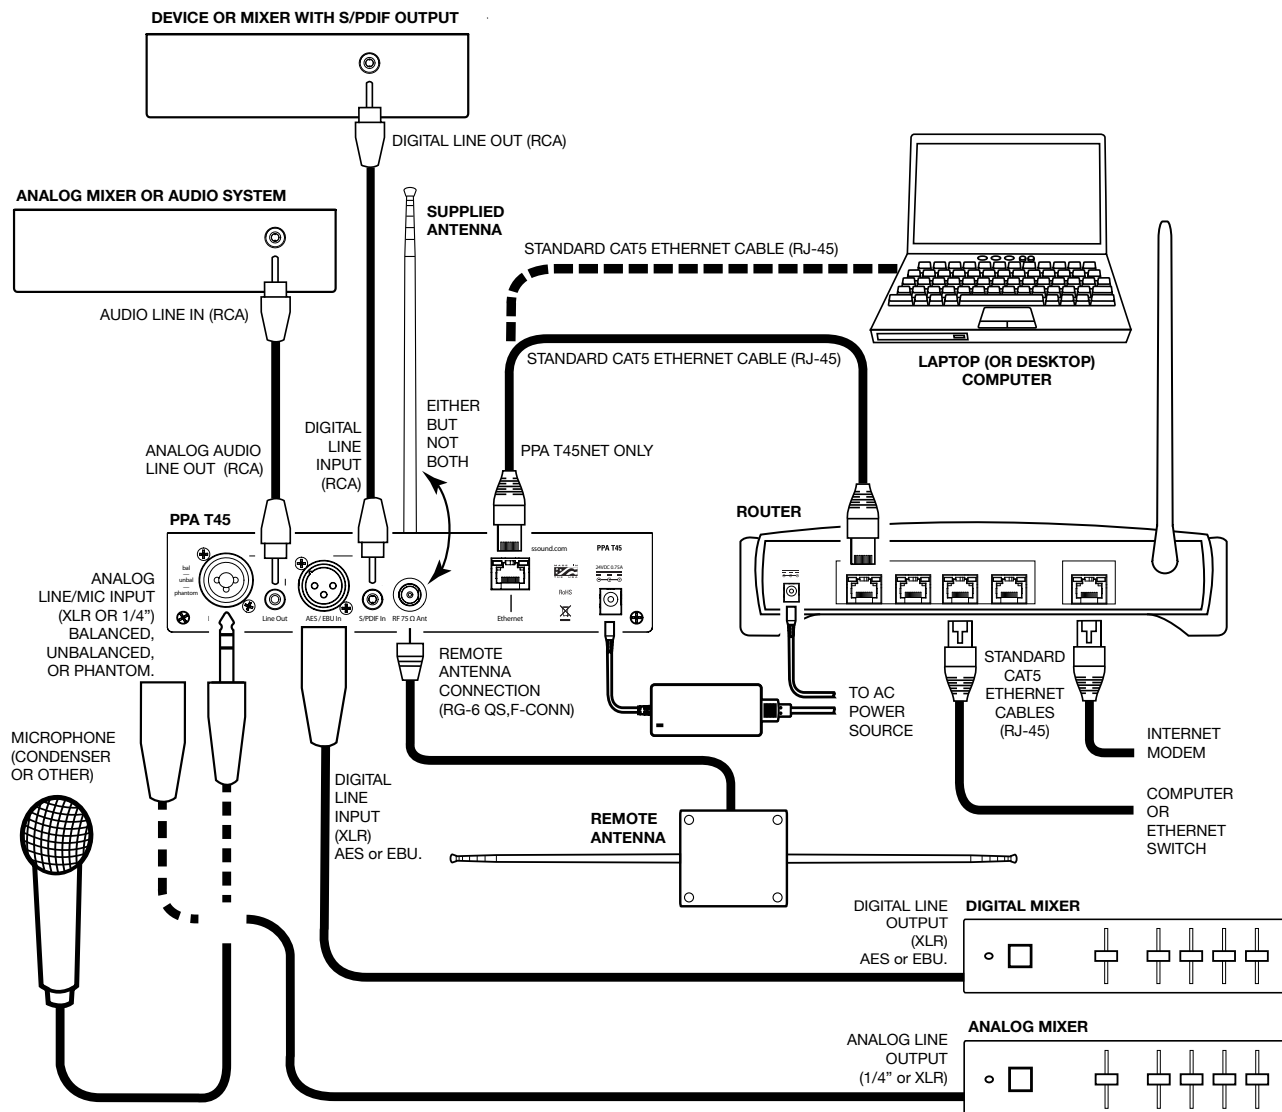 DEVICE OR MIXER WITH S/PDIF OUTPUT
DIGITAL LINE OUT (RCA)
ANALOG MIXER OR AUDIO SYSTEM
AUDIO LINE IN (RCA)
SUPPLIED
ANTENNA
STANDARD CAT5 ETHERNET CABLE (RJ-45)
STANDARD CAT5 ETHERNET CABLE (RJ-45)
LAPTOP (OR DESKTOP)
COMPUTER
EITHER
BUT
NOT
BOTH
DIGITAL
LINE
INPUT
(RCA)
ANALOG AUDIO
LINE OUT (RCA)
PPA T45NET ONLY
PPA T45
ROUTER
ssound.com
PPA T45
bal
unbal
phantom
24VDC 0.75A
RoHS
Line Out
AES / EBU In
S/PDIF In
RF 75 Ω Ant
Ethernet
ANALOG
LINE/MIC INPUT
(XLR OR 1/4")
BALANCED,
UNBALANCED,
OR PHANTOM.
REMOTE
ANTENNA
CONNECTION
(RG-6 QS,F-CONN)
TO AC
POWER
SOURCE
STANDARD
CAT5
ETHERNET
CABLES
(RJ-45)
INTERNET
MODEM
COMPUTER
OR
ETHERNET
SWITCH
MICROPHONE
(CONDENSER
OR OTHER)
DIGITAL
LINE
INPUT
(XLR)
AES or EBU.
REMOTE
ANTENNA
DIGITAL LINE
OUTPUT
(XLR)
AES or EBU.
DIGITAL MIXER
ANALOG LINE
OUTPUT
(1/4" or XLR)
ANALOG MIXER